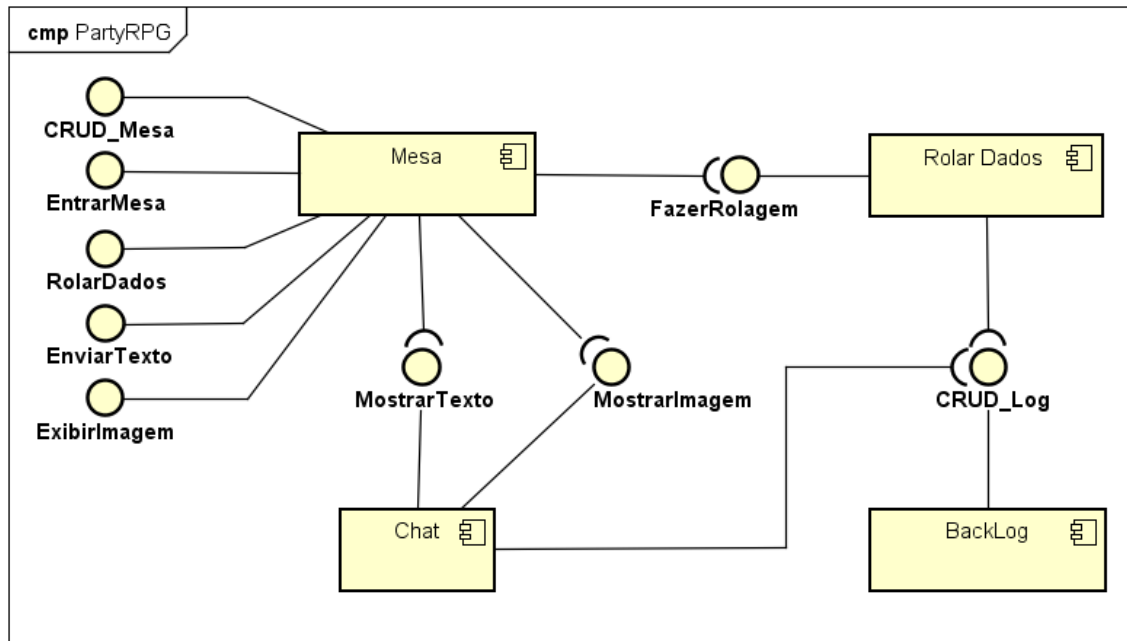 cmp PartyRPG
CRUD_Mesa
EntrarMesa
RolarDados
EnviarTexto
ExibirImagem
Mesa
FazerRolagem
Rolar Dados
MostrarTexto
MostrarImagem
CRUD_Log
Chat
BackLog